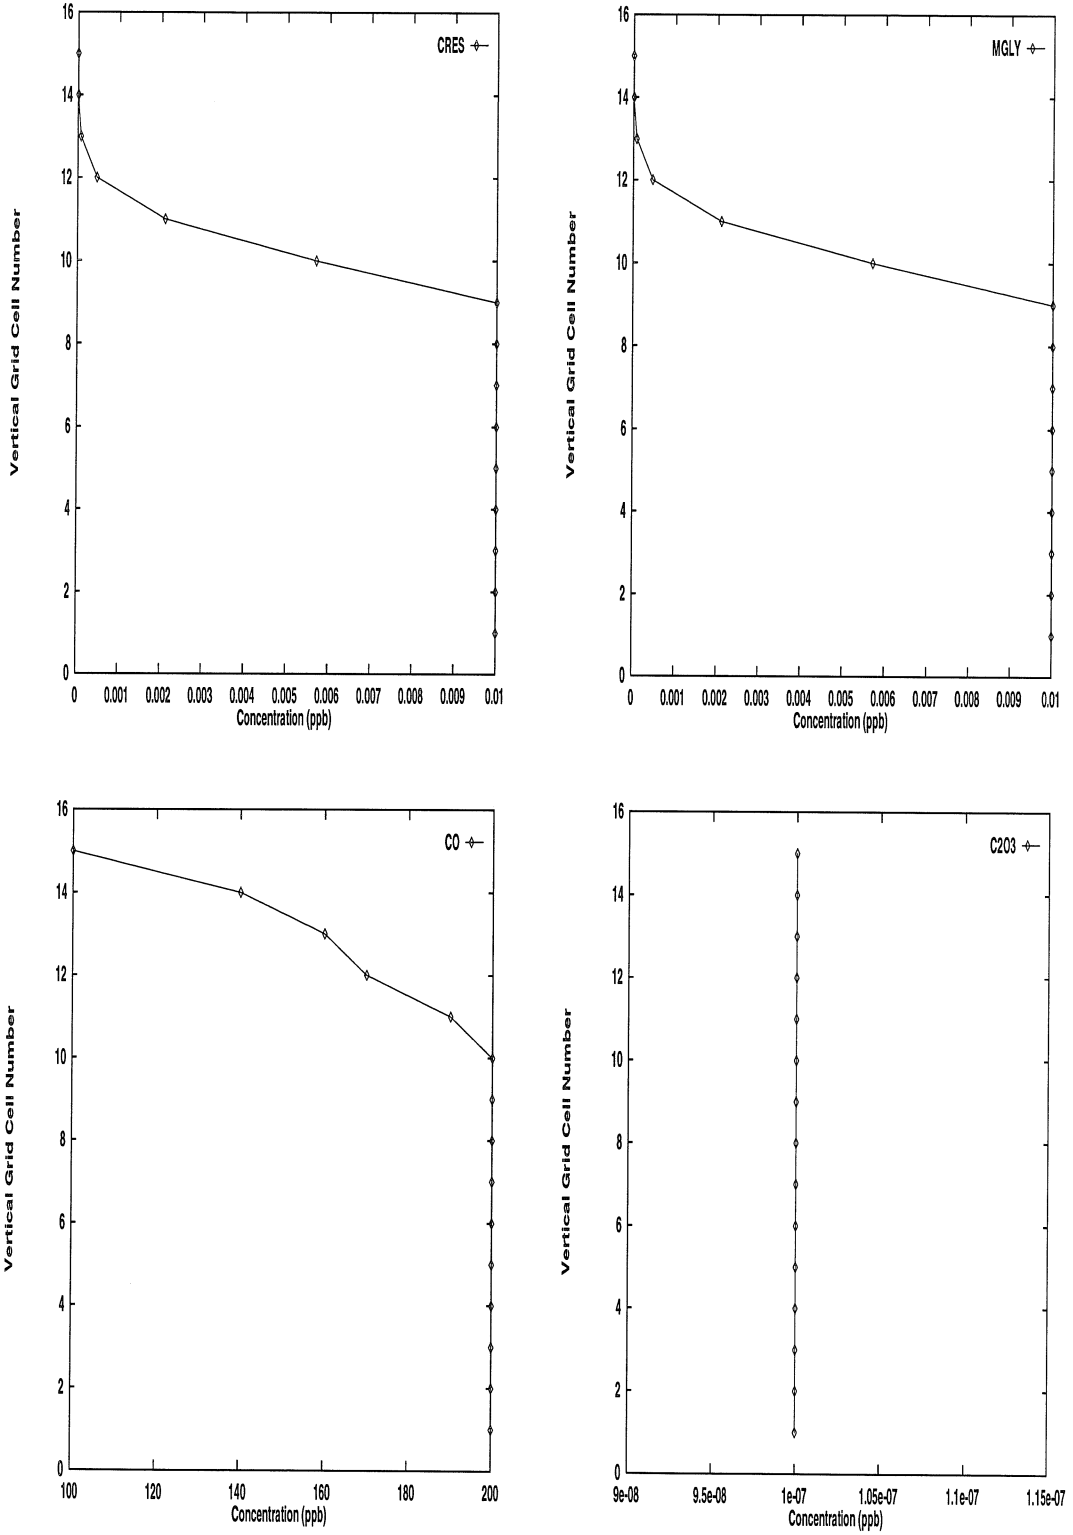 CRES
16
14
12
10
8
6
4
2
0
Vertical Grid Cell Number
0 0.001 0.002 0.003 0.004 0.005 0.006 0.007 0.008 0.009 0.01
Concentration (ppb)
MGLY
16
14
12
10
8
6
4
2
0
Vertical Grid Cell Number
0 0.001 0.002 0.003 0.004 0.005 0.006 0.007 0.008 0.009 0.01
Concentration (ppb)
CO
16
14
12
10
8
6
4
2
0
Vertical Grid Cell Number
100 120 140 160 180 200
Concentration (ppb)
C2O3
16
14
12
10
8
6
4
2
0
Vertical Grid Cell Number
9e-08 9.5e-08 1e-07 1.05e-07 1.1e-07 1.15e-07
Concentration (ppb)